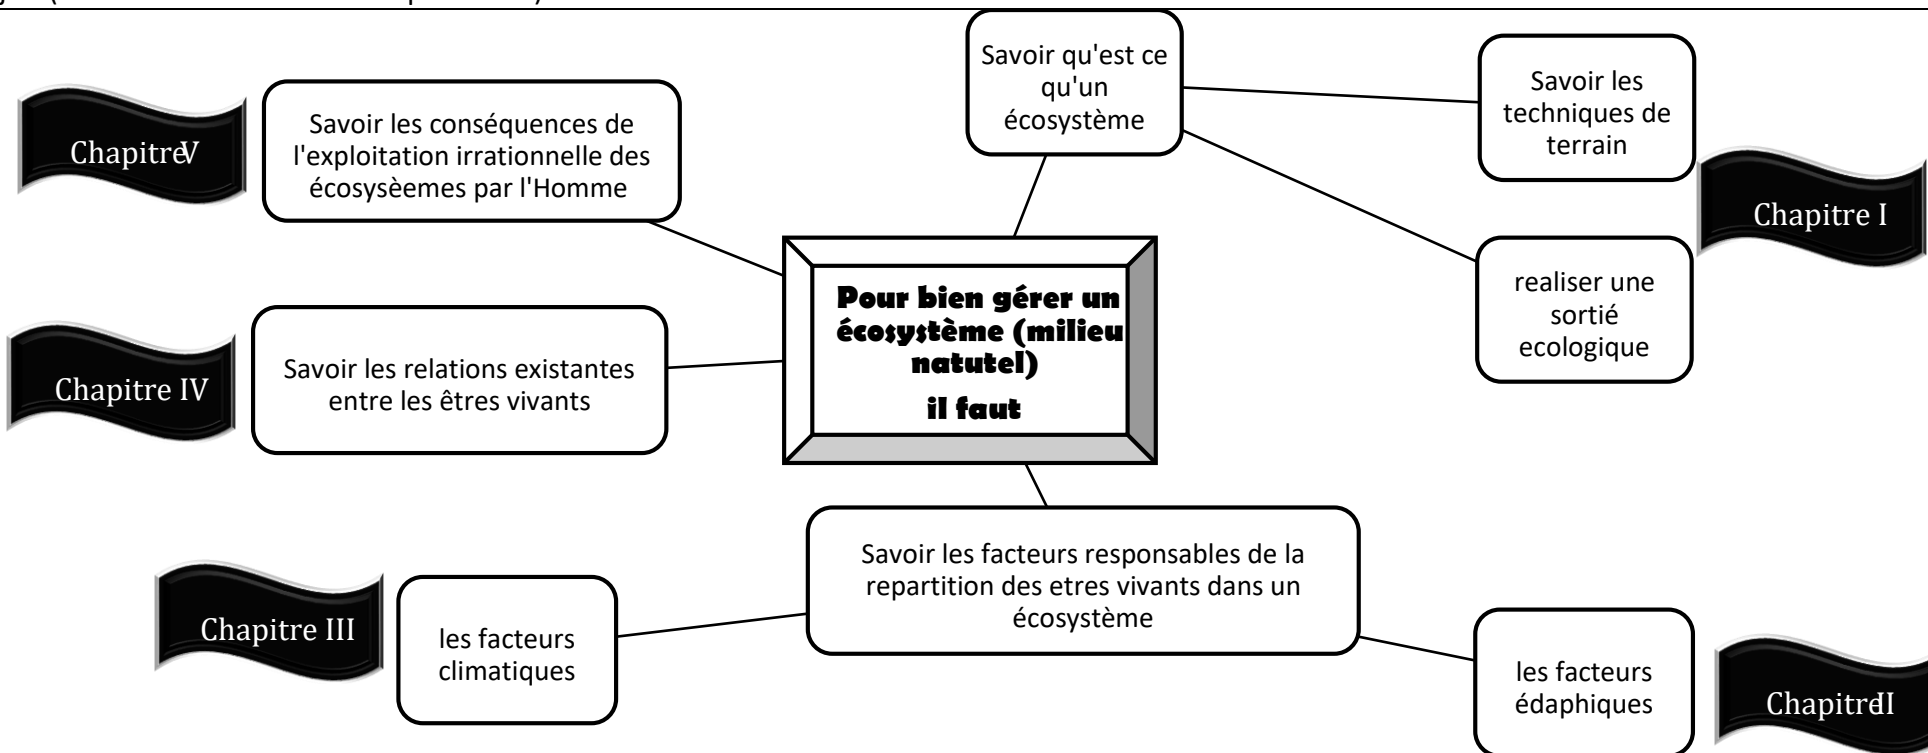 Savoir qu'est ce
qu'un
écosystème
Savoir les
techniques de
terrain
Chapitre I
realiser une
sortié
ecologique
Savoir les conséquences de
l'exploitation irrationnelle des
écosysèemes par l'Homme
ChapitreV
Pour bien gérer un
écosystème (milieu
natutel)
il faut
Savoir les relations existantes
entre les êtres vivants
Chapitre IV
Savoir les facteurs responsables de la
repartition des etres vivants dans un
écosystème
Chapitre III
les facteurs
climatiques
les facteurs
édaphiques
ChapitreII